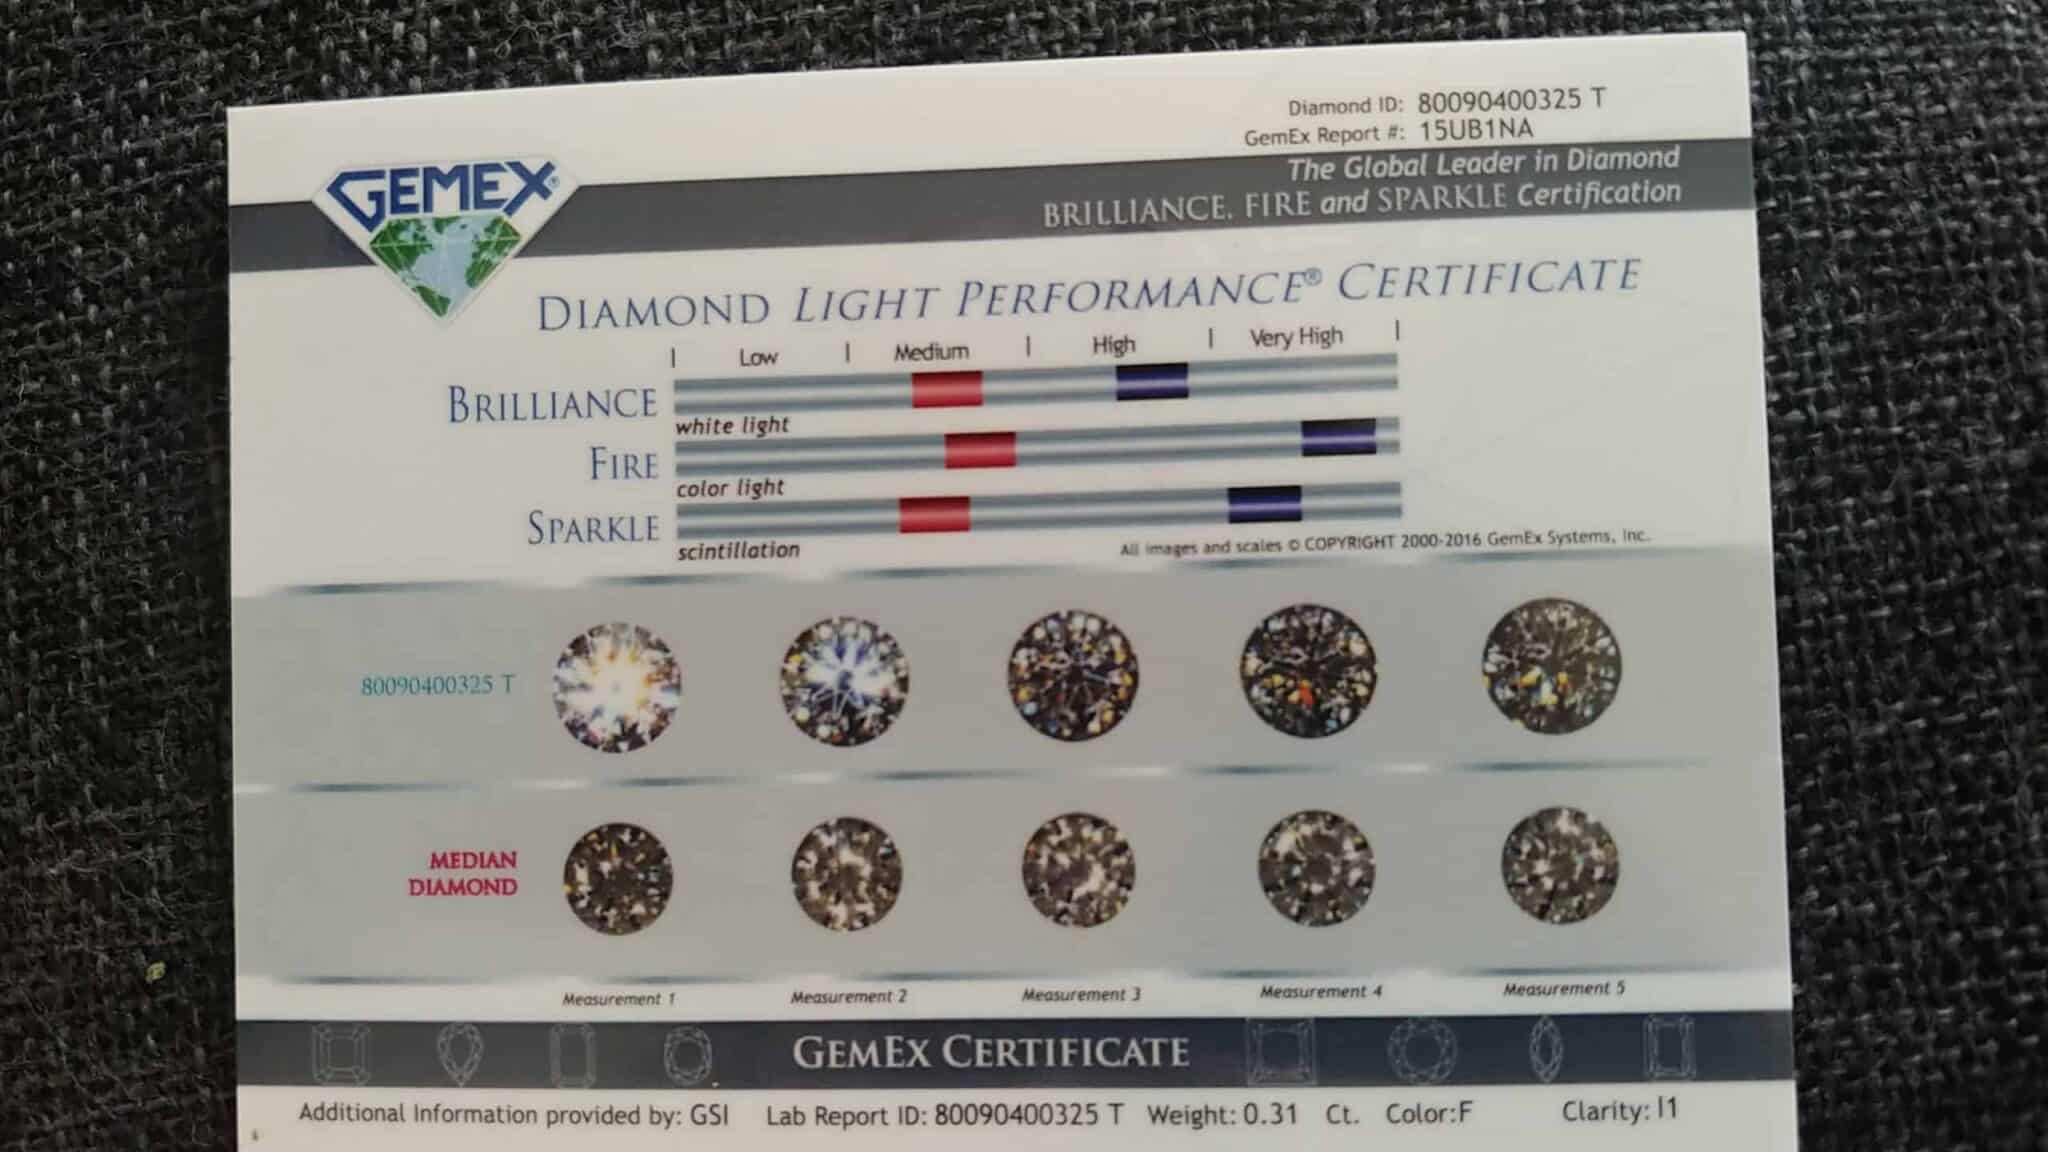 Diamond ID: 80090400325 T
GemEx Report #: 15UB1NA
GEMEX®
The Global Leader in Diamond
BRILLIANCE, FIRE and SPARKLE Certification
DIAMOND LIGHT PERFORMANCE® CERTIFICATE
| Low | Medium | High | Very High |
BRILLIANCE
white light
FIRE
color light
SPARKLE
scintillation
All images and scales © COPYRIGHT 2000-2016 GemEx Systems, Inc.
80090400325 T
MEDIAN
DIAMOND
Measurement 1 Measurement 2 Measurement 3 Measurement 4 Measurement 5
GEMEX CERTIFICATE
Additional Information provided by: GSI Lab Report ID: 80090400325 T Weight: 0.31 Ct. Color:F Clarity: I1